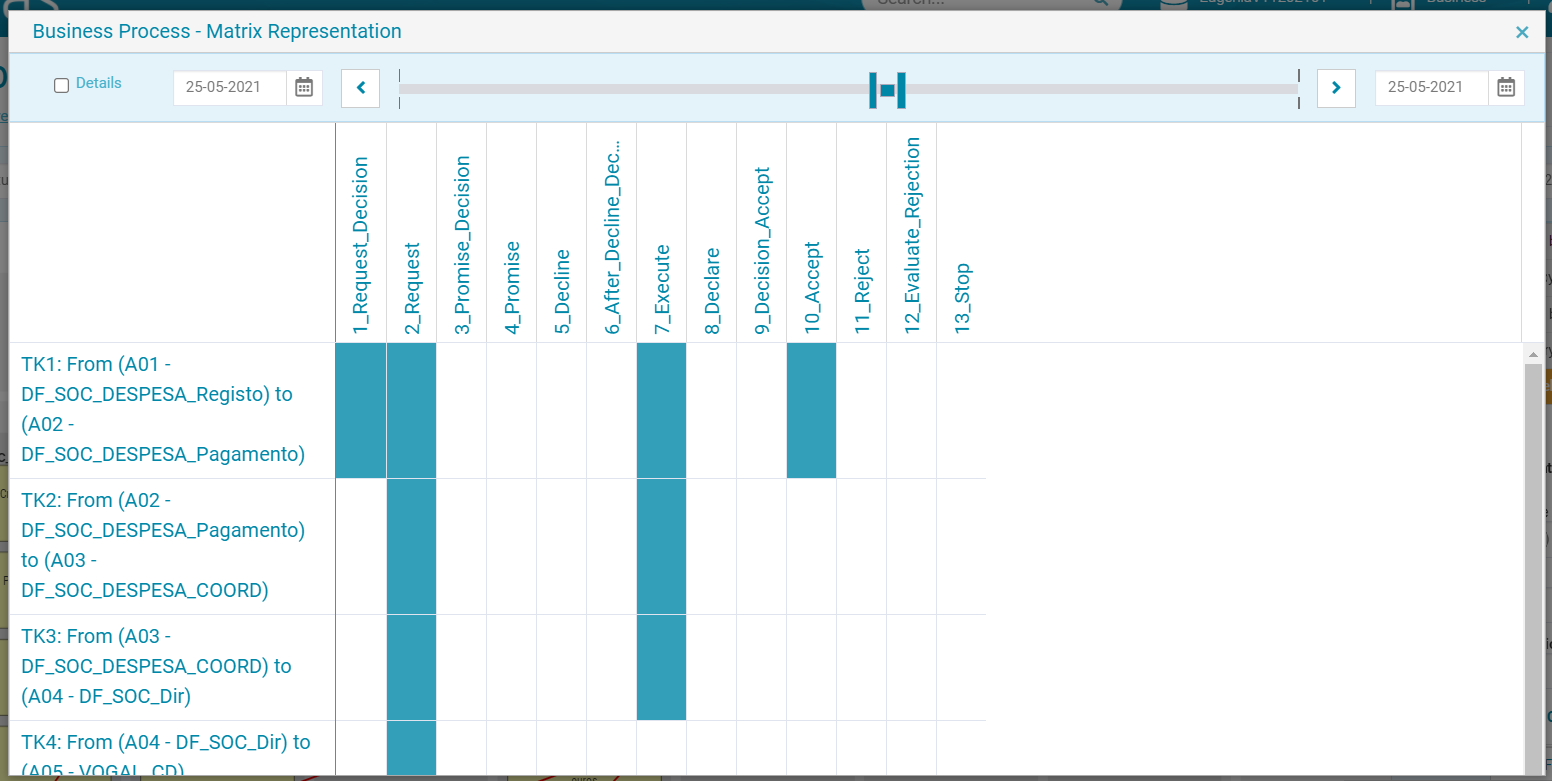 Business Process - Matrix Representation
Details
25-05-2021
25-05-2021
1_Request_Decision
2_Request
3_Promise_Decision
4_Promise
5_Decline
6_After_Decline_Dec...
7_Execute
8_Declare
9_Decision_Accept
10_Accept
11_Reject
12_Evaluate_Rejection
13_Stop
TK1: From (A01 -
DF_SOC_DESPESA_Registo) to
(A02 -
DF_SOC_DESPESA_Pagamento)
TK2: From (A02 -
DF_SOC_DESPESA_Pagamento)
to (A03 -
DF_SOC_DESPESA_COORD)
TK3: From (A03 -
DF_SOC_DESPESA_COORD) to
(A04 - DF_SOC_Dir)
TK4: From (A04 - DF_SOC_Dir) to
(A05 - VOGAL_CD)